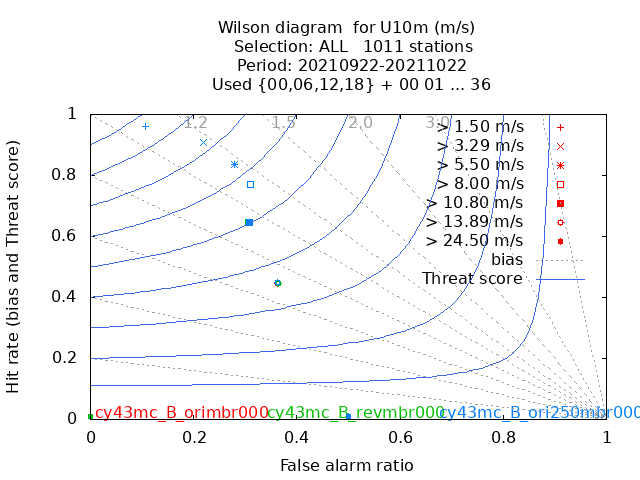 Wilson diagram for U10m (m/s)
Selection: ALL 1011 stations
Period: 20210922-20211022
Used {00,06,12,18} + 00 01 ... 36
Hit rate (bias and Threat score)
1
0.8
0.6
0.4
0.2
0
1.2 1.5 2.0 3.0
> 1.50 m/s
> 3.29 m/s
> 5.50 m/s
> 8.00 m/s
> 10.80 m/s
> 13.89 m/s
> 24.50 m/s
bias
Threat score
cy43mc_B_orimbr000 cy43mc_B_revmbr000 cy43mc_B_ori250mbr000
0 0.2 0.4 0.6 0.8 1
False alarm ratio